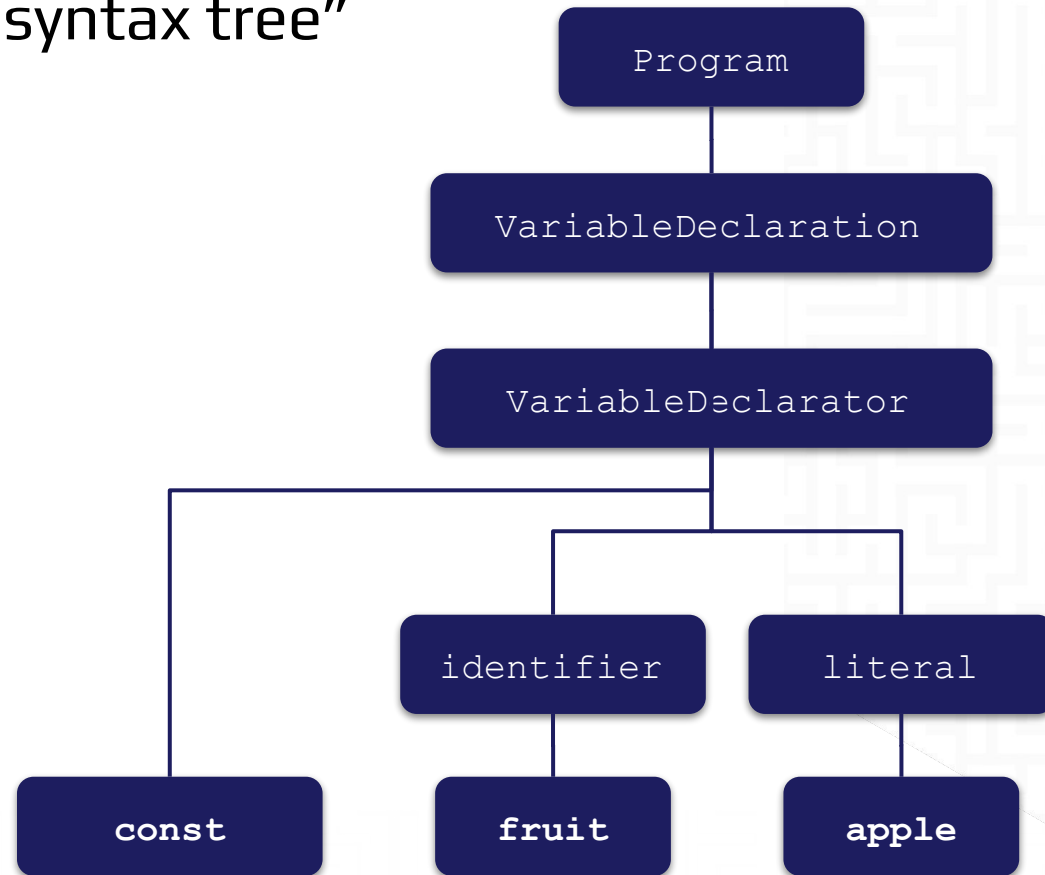 syntax tree”
Program
VariableDeclaration
VariableDeclarator
identifier
literal
const
fruit
apple